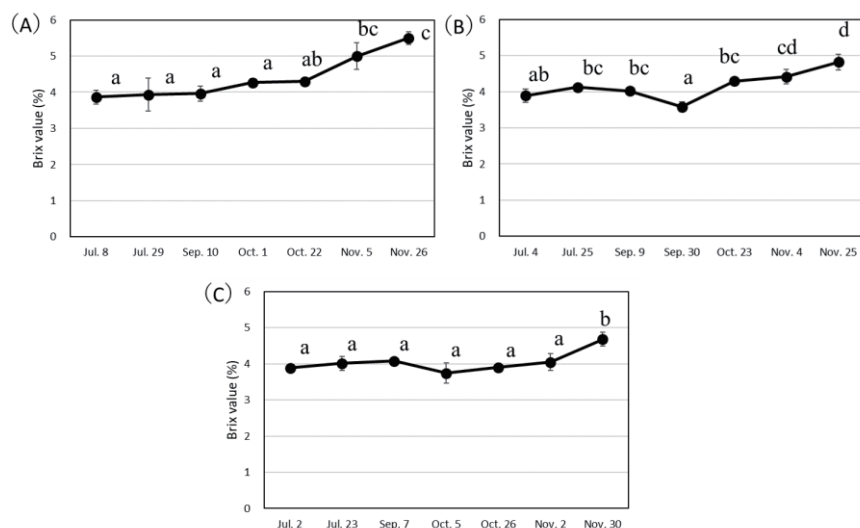 (A)
6
5
4
3
2
1
0
Brix value (%)
a a a a ab bc c
Jul. 8 Jul. 29 Sep. 10 Oct. 1 Oct. 22 Nov. 5 Nov. 26
(B)
6
5
4
3
2
1
0
Brix value (%)
ab bc bc a bc cd d
Jul. 4 Jul. 25 Sep. 9 Sep. 30 Oct. 23 Nov. 4 Nov. 25
(C)
6
5
4
3
2
1
0
Brix value (%)
a a a a a a b
Jul. 2 Jul. 23 Sep. 7 Oct. 5 Oct. 26 Nov. 2 Nov. 30